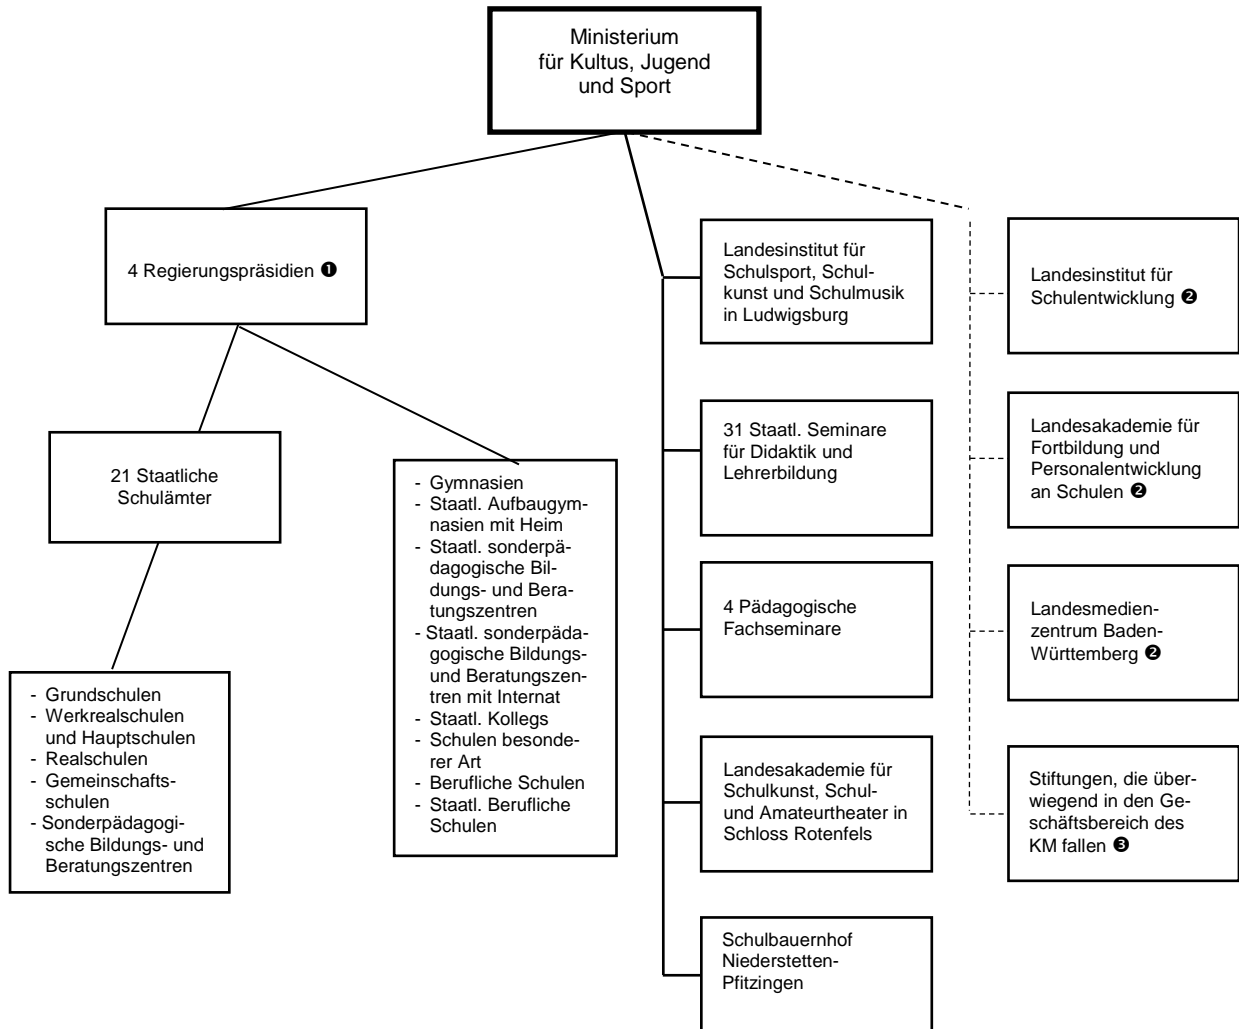 Ministerium
für Kultus, Jugend
und Sport
4 Regierungspräsidien ❶
21 Staatliche
Schulämter
- Grundschulen
- Werkrealschulen
und Hauptschulen
- Realschulen
- Gemeinschafts-
schulen
- Sonderpädagogi-
sche Bildungs- und
Beratungszentren
- Gymnasien
- Staatl. Aufbaugym-
nasien mit Heim
- Staatl. sonderpä-
dagogische Bil-
dungs- und Bera-
tungszentren
- Staatl. sonderpäda-
gogische Bildungs-
und Beratungszen-
tren mit Internat
- Staatl. Kollegs
- Schulen besonde-
rer Art
- Berufliche Schulen
- Staatl. Berufliche
Schulen
Landesinstitut für
Schulsport, Schul-
kunst und Schulmusik
in Ludwigsburg
31 Staatl. Seminare
für Didaktik und
Lehrerbildung
4 Pädagogische
Fachseminare
Landesakademie für
Schulkunst, Schul-
und Amateurtheater in
Schloss Rotenfels
Schulbauernhof
Niederstetten-
Pfitzingen
Landesinstitut für
Schulentwicklung ❷
Landesakademie für
Fortbildung und
Personalentwicklung
an Schulen ❷
Landesmedien-
zentrum Baden-
Württemberg ❷
Stiftungen, die über-
wiegend in den Ge-
schäftsbereich des
KM fallen ❸